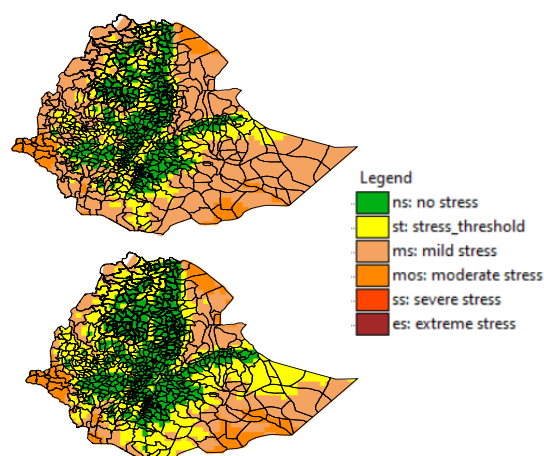 Legend
ns: no stress
st: stress_threshold
ms: mild stress
mos: moderate stress
ss: severe stress
es: extreme stress